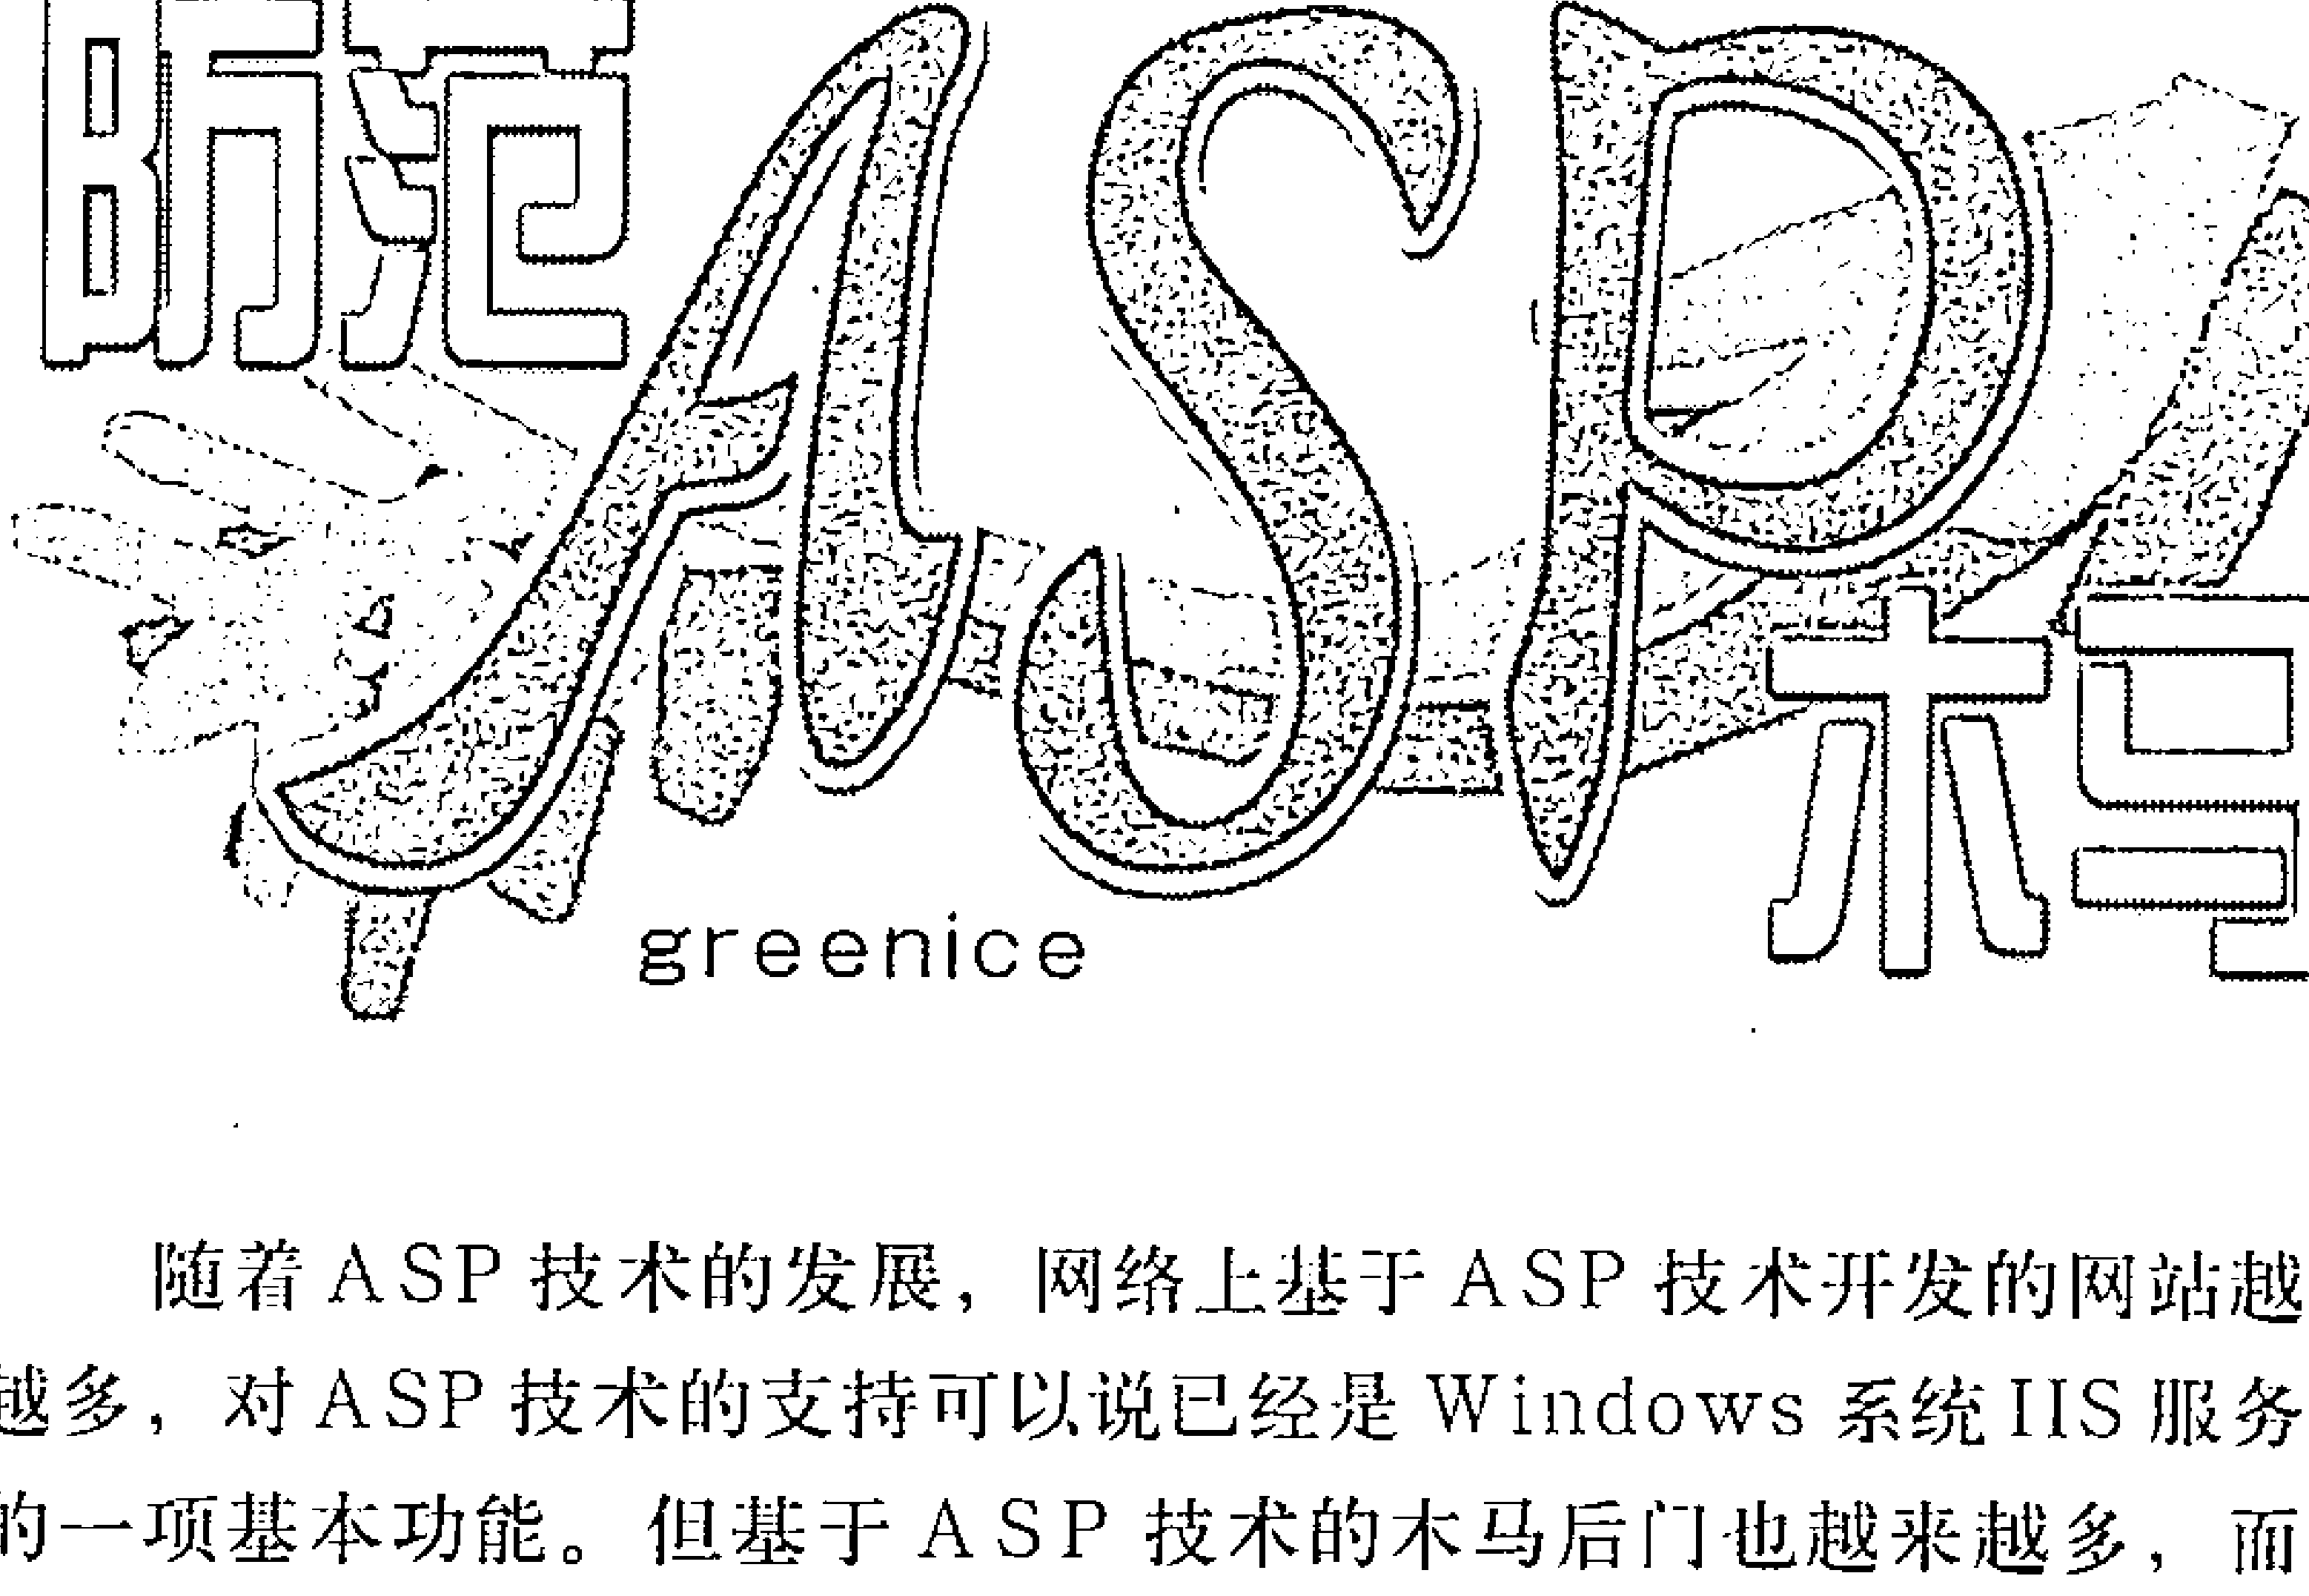 防范
ASP
木马
greenice
随着ASP技术的发展，网络上基于ASP技术开发的网站越
越多，对ASP技术的支持可以说已经是Windows系统IIS服务
的一项基本功能。但基于ASP技术的木马后门也越来越多，而